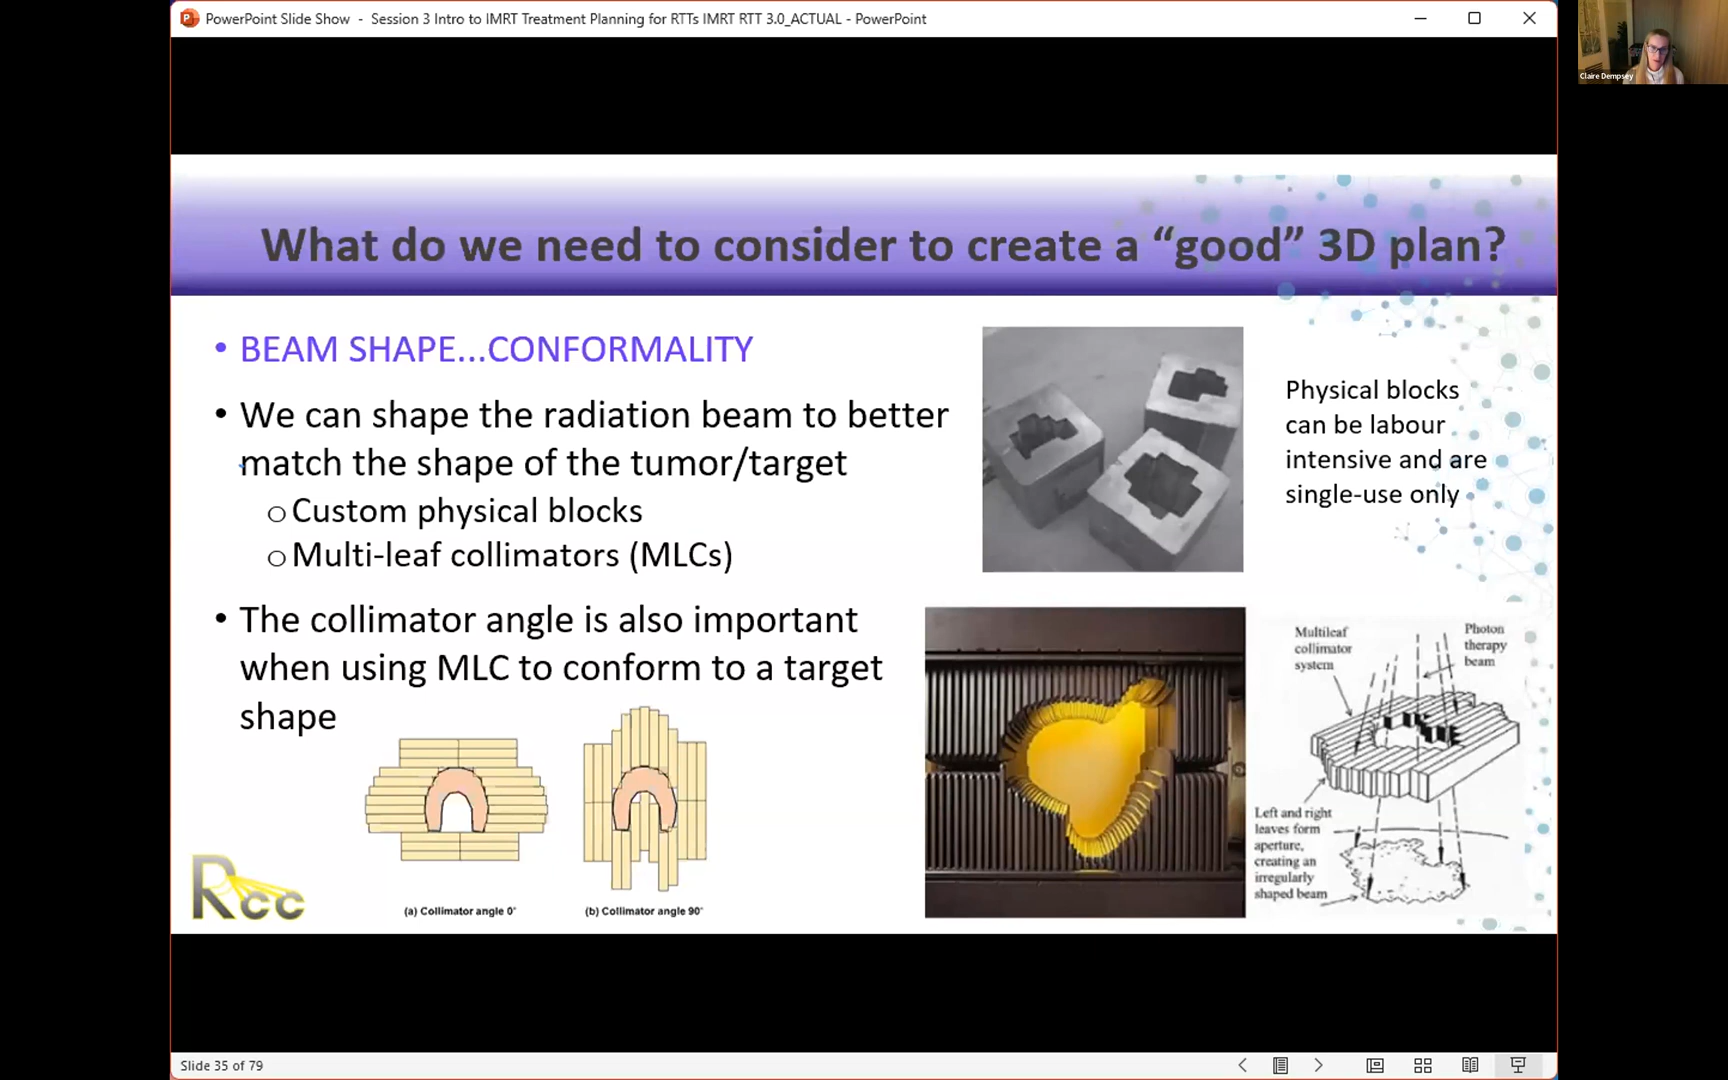 PowerPoint Slide Show - Session 3 Intro to IMRT Treatment Planning for RTTs IMRT RTT 3.0_ACTUAL - PowerPoint
Claire Dempsey
What do we need to consider to create a “good” 3D plan?
• BEAM SHAPE...CONFORMALITY
• We can shape the radiation beam to better
match the shape of the tumor/target
o Custom physical blocks
o Multi-leaf collimators (MLCs)
• The collimator angle is also important
when using MLC to conform to a target
shape
Physical blocks
can be labour
intensive and are
single-use only
Multileaf
collimator
system
Photon
therapy
beam
Left and right
leaves form
aperture,
creating an
irregularly
shaped beam
(a) Collimator angle 0°
(b) Collimator angle 90°
Rcc
Slide 35 of 79